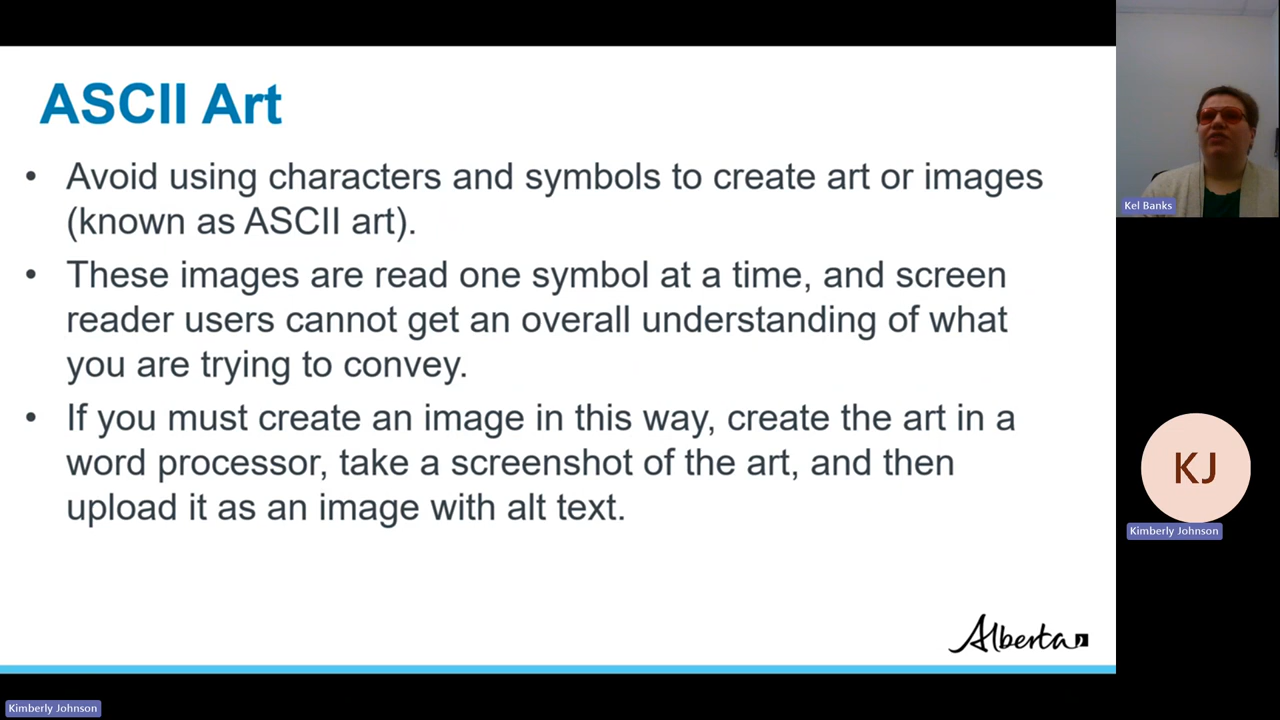 ASCII Art
• Avoid using characters and symbols to create art or images
(known as ASCII art).
• These images are read one symbol at a time, and screen
reader users cannot get an overall understanding of what
you are trying to convey.
• If you must create an image in this way, create the art in a
word processor, take a screenshot of the art, and then
upload it as an image with alt text.
Alberta
Kel Banks
KJ
Kimberly Johnson
Kimberly Johnson